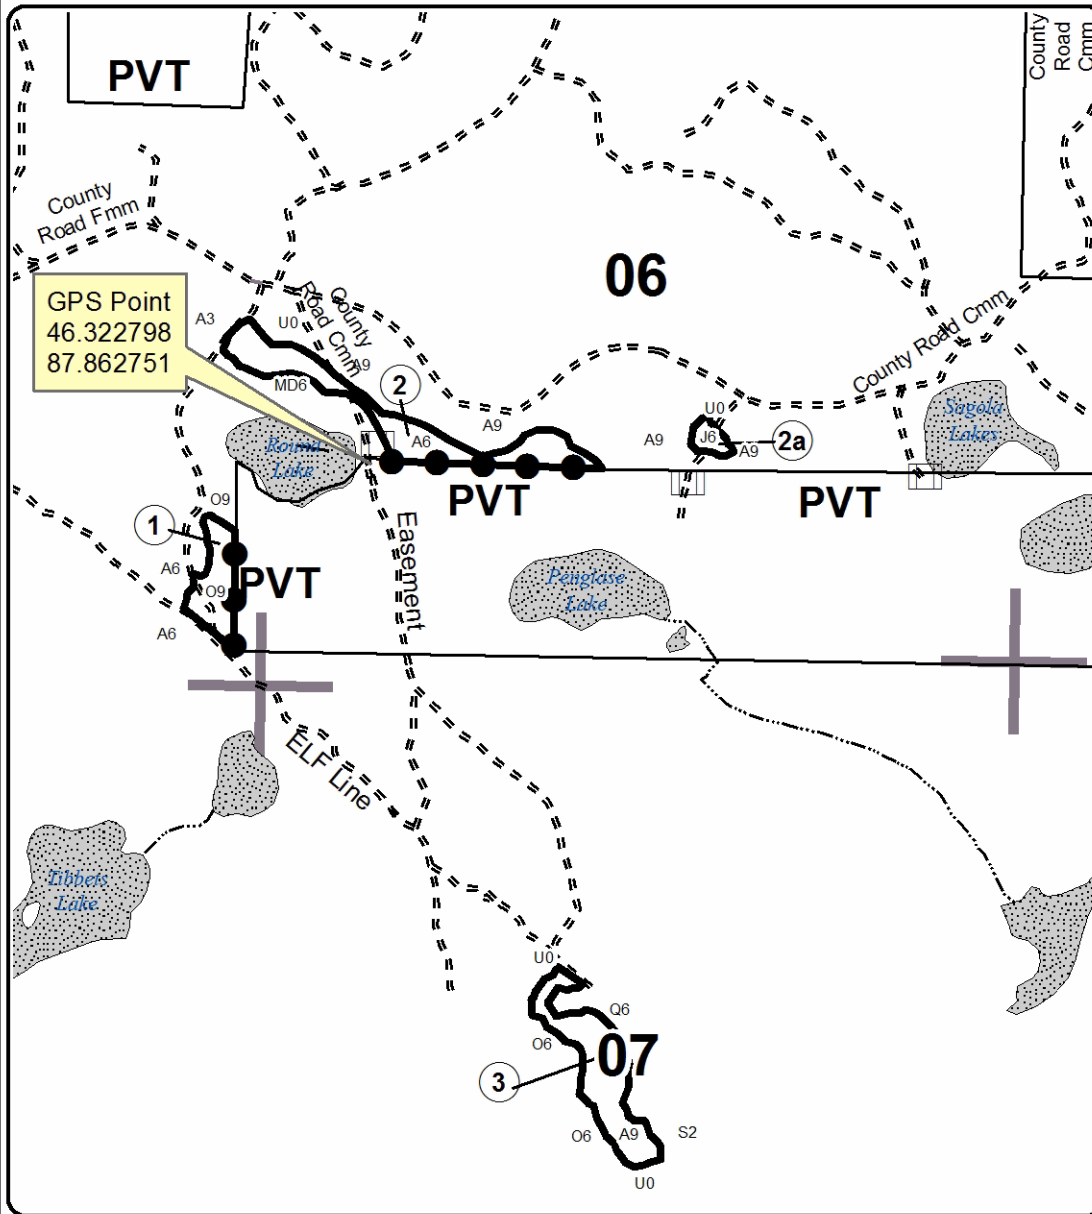 PVT
County
Road
Cmm
County
Road Fmm
06
GPS Point
46.322798
87.862751
A3
U0
County
Road Cmm
A9
MD6
2
County Road Cmm
U0
A9
A6
A9
J6
2a
A9
Sagola
Lakes
Round
Lake
PVT
PVT
O9
1
Easement
A6
PVT
O9
Penglase
Lake
A6
ELF Line
Tibbets
Lake
U0
Q6
O6
07
3
O6
A9
S2
U0